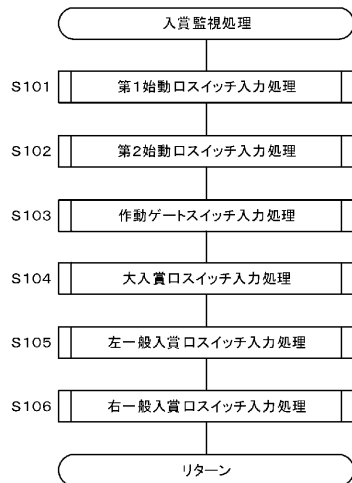 入賞監視処理
S101 第1始動口スイッチ入力処理
S102 第2始動口スイッチ入力処理
S103 作動ゲートスイッチ入力処理
S104 大入賞口スイッチ入力処理
S105 左一般入賞口スイッチ入力処理
S106 右一般入賞口スイッチ入力処理
リターン